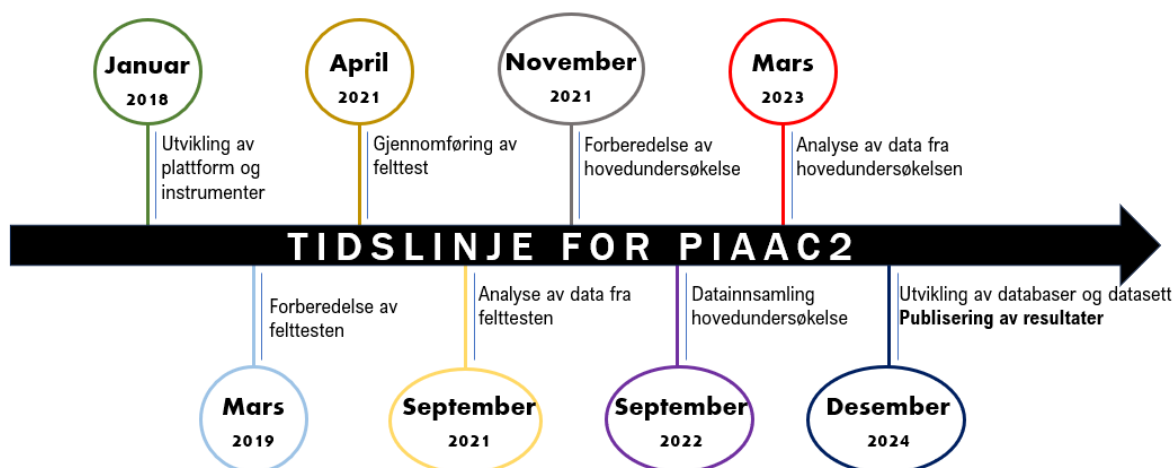 Januar
2018
Utvikling av
plattform og
instrumenter
April
2021
Gjennomføring av
felttest
November
2021
Forberedelse av
hovedundersøkelse
Mars
2023
Analyse av data fra
hovedundersøkelsen
TIDSLINJE FOR PIAAC2
Forberedelse av
felttesten
Mars
2019
Analyse av data fra
felttesten
September
2021
Datainnsamling
hovedundersøkelse
September
2022
Utvikling av databaser og datasett
Publisering av resultater
Desember
2024